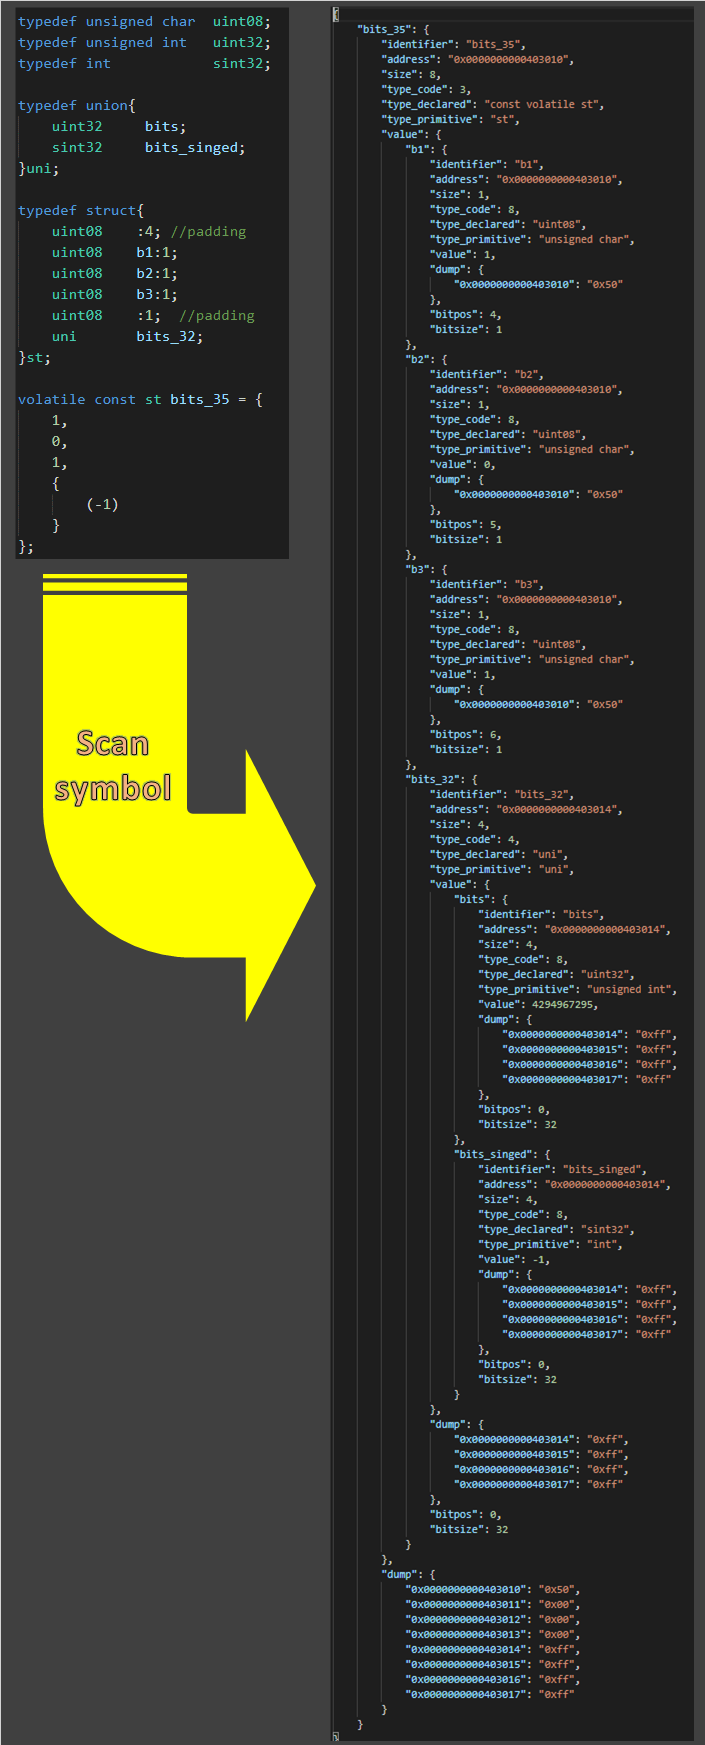 typedef unsigned char  uint08;
typedef unsigned int   uint32;
typedef int            sint32;
typedef union{
    uint32     bits;
    sint32     bits_singed;
}uni;
typedef struct{
    uint08    :4; //padding
    uint08    b1:1;
    uint08    b2:1;
    uint08    b3:1;
    uint08    :1;  //padding
    uni       bits_32;
}st;
volatile const st bits_35 = {
    1,
    0,
    1,
    {
        (-1)
    }
};
Scan
symbol
{
    "bits_35": {
        "identifier": "bits_35",
        "address": "0x0000000000403010",
        "size": 8,
        "type_code": 3,
        "type_declared": "const volatile st",
        "type_primitive": "st",
        "value": {
            "b1": {
                "identifier": "b1",
                "address": "0x0000000000403010",
                "size": 1,
                "type_code": 8,
                "type_declared": "uint08",
                "type_primitive": "unsigned char",
                "value": 1,
                "dump": {
                    "0x0000000000403010": "0x50"
                },
                "bitpos": 4,
                "bitsize": 1
            },
            "b2": {
                "identifier": "b2",
                "address": "0x0000000000403010",
                "size": 1,
                "type_code": 8,
                "type_declared": "uint08",
                "type_primitive": "unsigned char",
                "value": 0,
                "dump": {
                    "0x0000000000403010": "0x50"
                },
                "bitpos": 5,
                "bitsize": 1
            },
            "b3": {
                "identifier": "b3",
                "address": "0x0000000000403010",
                "size": 1,
                "type_code": 8,
                "type_declared": "uint08",
                "type_primitive": "unsigned char",
                "value": 1,
                "dump": {
                    "0x0000000000403010": "0x50"
                },
                "bitpos": 6,
                "bitsize": 1
            },
            "bits_32": {
                "identifier": "bits_32",
                "address": "0x0000000000403014",
                "size": 4,
                "type_code": 4,
                "type_declared": "uni",
                "type_primitive": "uni",
                "value": {
                    "bits": {
                        "identifier": "bits",
                        "address": "0x0000000000403014",
                        "size": 4,
                        "type_code": 8,
                        "type_declared": "uint32",
                        "type_primitive": "unsigned int",
                        "value": 4294967295,
                        "dump": {
                            "0x0000000000403014": "0xff",
                            "0x0000000000403015": "0xff",
                            "0x0000000000403016": "0xff",
                            "0x0000000000403017": "0xff"
                        },
                        "bitpos": 0,
                        "bitsize": 32
                    },
                    "bits_singed": {
                        "identifier": "bits_singed",
                        "address": "0x0000000000403014",
                        "size": 4,
                        "type_code": 8,
                        "type_declared": "sint32",
                        "type_primitive": "int",
                        "value": -1,
                        "dump": {
                            "0x0000000000403014": "0xff",
                            "0x0000000000403015": "0xff",
                            "0x0000000000403016": "0xff",
                            "0x0000000000403017": "0xff"
                        },
                        "bitpos": 0,
                        "bitsize": 32
                    }
                },
                "dump": {
                    "0x0000000000403014": "0xff",
                    "0x0000000000403015": "0xff",
                    "0x0000000000403016": "0xff",
                    "0x0000000000403017": "0xff"
                },
                "bitpos": 0,
                "bitsize": 32
            }
        },
        "dump": {
            "0x0000000000403010": "0x50",
            "0x0000000000403011": "0x00",
            "0x0000000000403012": "0x00",
            "0x0000000000403013": "0x00",
            "0x0000000000403014": "0xff",
            "0x0000000000403015": "0xff",
            "0x0000000000403016": "0xff",
            "0x0000000000403017": "0xff"
        }
    }
}